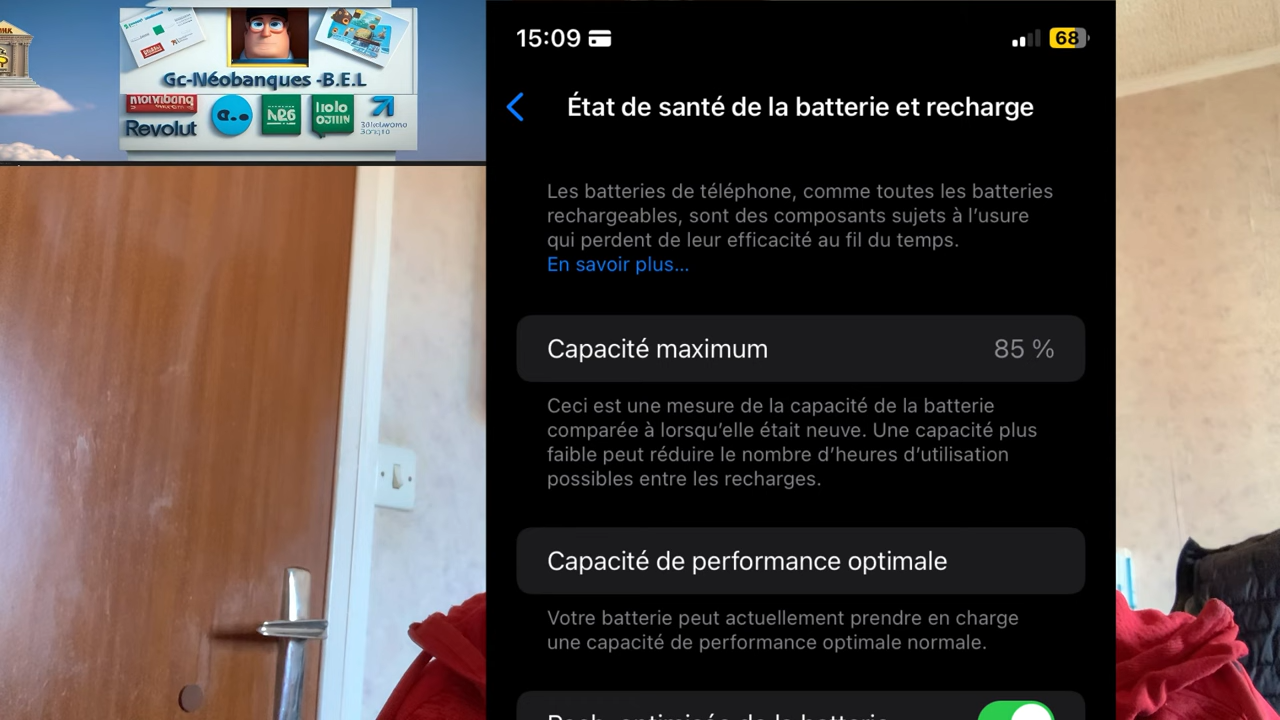 Gc-Néobanques -B.E.L
Revolut
15:09
68
État de santé de la batterie et recharge
Les batteries de téléphone, comme toutes les batteries
rechargeables, sont des composants sujets à l'usure
qui perdent de leur efficacité au fil du temps.
En savoir plus...
Capacité maximum
85 %
Ceci est une mesure de la capacité de la batterie
comparée à lorsqu'elle était neuve. Une capacité plus
faible peut réduire le nombre d'heures d'utilisation
possibles entre les recharges.
Capacité de performance optimale
Votre batterie peut actuellement prendre en charge
une capacité de performance optimale normale.